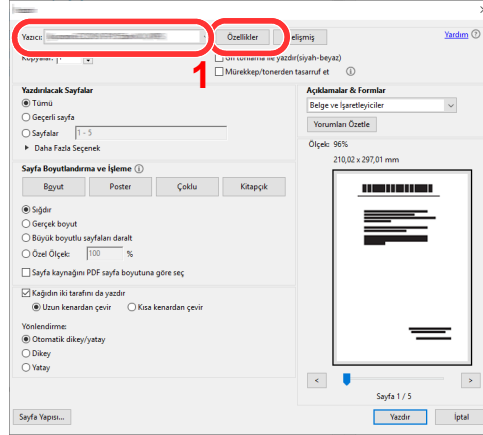 Yazıcı:
Özellikler
elişmiş
Yardım
Kopyalar: 1
Gri tonlama ile yazdır(siyah-beyaz)
1
Mürekkep/tonerden tasarruf et
Yazdırılacak Sayfalar
Tümü
Geçerli sayfa
Sayfalar 1 - 5
Daha Fazla Seçenek
Açıklamalar & Formlar
Belge ve İşaretleyiciler
Yorumları Özetle
Ölçek: 96%
210,02 x 297,01 mm
Sayfa Boyutlandırma ve İşleme
Boyut Poster Çoklu Kitapçık
Sığdır
Gerçek boyut
Büyük boyutlu sayfaları daralt
Özel Ölçek: 100 %
Sayfa kaynağını PDF sayfa boyutuna göre seç
Kağıdın iki tarafını da yazdır
Uzun kenardan çevir Kısa kenardan çevir
Yönlendirme:
Otomatik dikey/yatay
Dikey
Yatay
< >
Sayfa 1 / 5
Sayfa Yapısı... Yazdır İptal